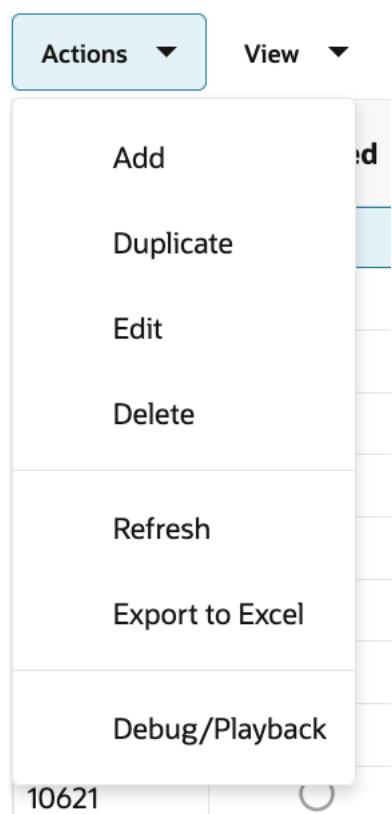 Actions View
Add
ed
Duplicate
Edit
Delete
Refresh
Export to Excel
Debug/Playback
10621